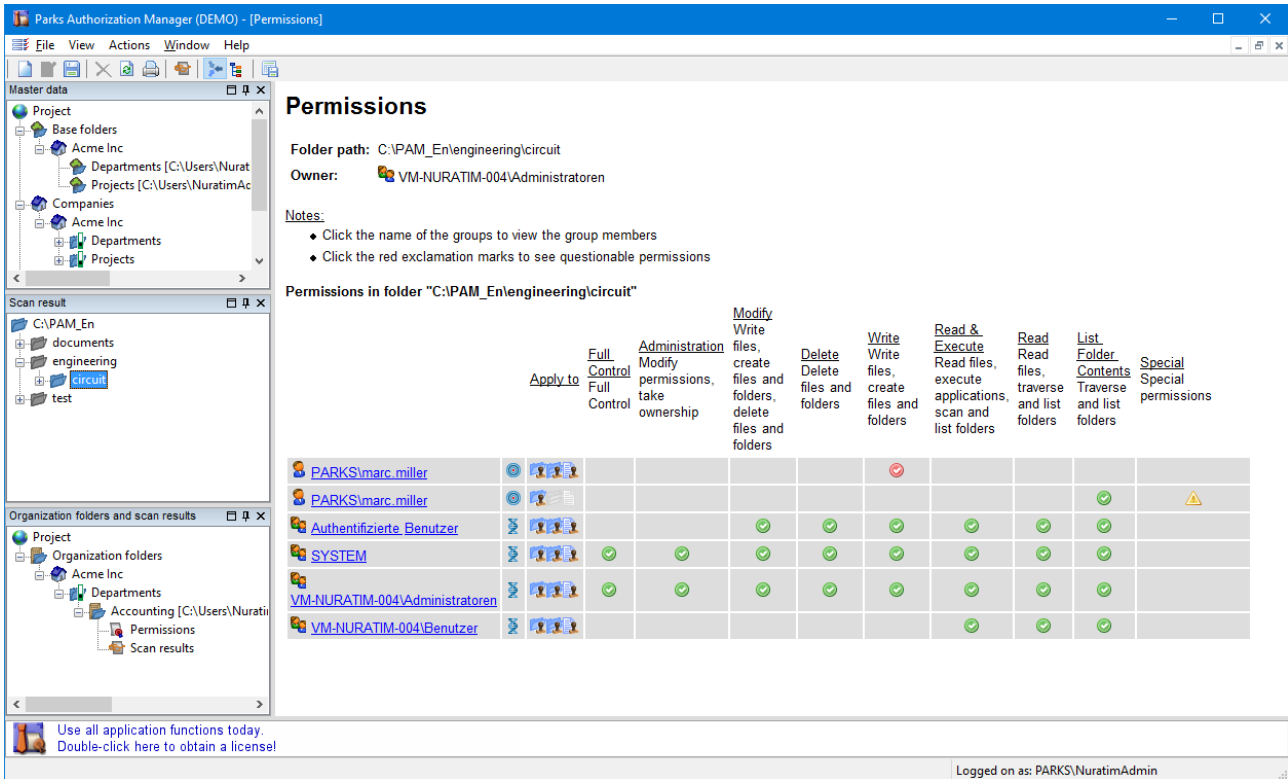 Parks Authorization Manager (DEMO) - [Permissions]
File View Actions Window Help
Master data
Project
Base folders
Acme Inc
Departments [C:\Users\Nurat
Projects [C:\Users\NuratimAc
Companies
Acme Inc
Departments
Projects
Scan result
C:\PAM_En
documents
engineering
circuit
test
Organization folders and scan results
Project
Organization folders
Acme Inc
Departments
Accounting [C:\Users\Nuratin
Permissions
Scan results
Permissions
Folder path: C:\PAM_En\engineering\circuit
Owner: VM-NURATIM-004\Administratoren
Notes:
Click the name of the groups to view the group members
Click the red exclamation marks to see questionable permissions
Permissions in folder "C:\PAM_En\engineering\circuit"
Apply to
Full
Control
Full
Control
Administration
Modify
permissions,
take
ownership
Modify
Write
files,
create
files and
folders,
delete
files and
folders
Delete
Delete
files and
folders
Write
Write
files,
create
files and
folders
Read &
Execute
Read files,
execute
applications,
scan and
list folders
Read
Read
files,
traverse
and list
folders
List
Folder
Contents
Traverse
and list
folders
Special
Special
permissions
PARKS\marc.miller
PARKS\marc.miller
Authentifizierte Benutzer
SYSTEM
VM-NURATIM-004\Administratoren
VM-NURATIM-004\Benutzer
Use all application functions today.
Double-click here to obtain a license!
Logged on as: PARKS\NuratimAdmin